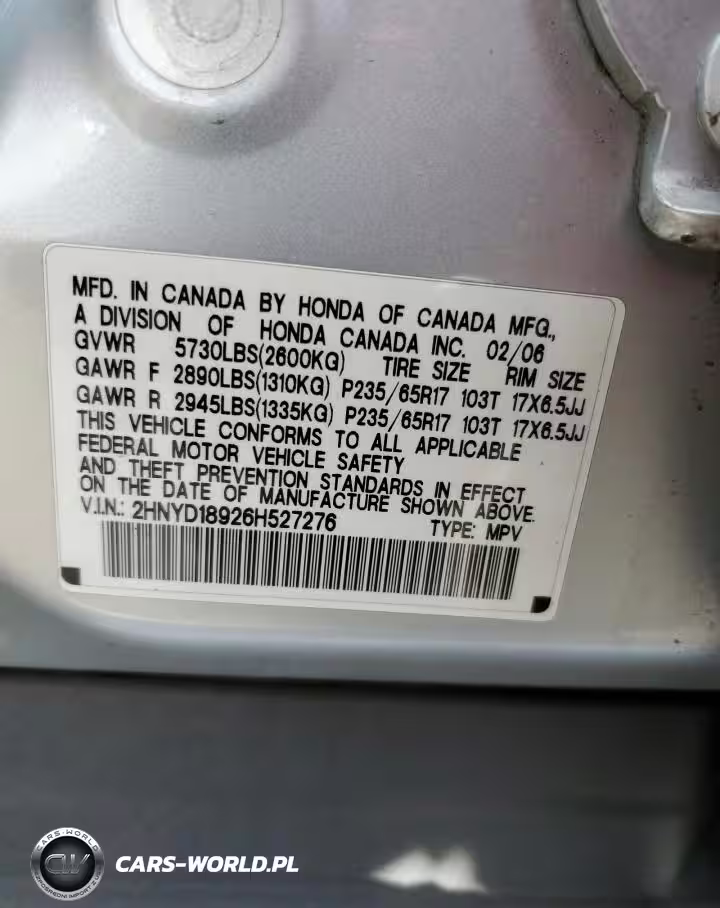 MFD. IN CANADA BY HONDA OF CANADA MFG.,
A DIVISION OF HONDA CANADA INC. 02/06
GVWR 5730LBS(2600KG) TIRE SIZE RIM SIZE
GAWR F 2890LBS(1310KG) P235/65R17 103T 17X6.5JJ
GAWR R 2945LBS(1335KG) P235/65R17 103T 17X6.5JJ
THIS VEHICLE CONFORMS TO ALL APPLICABLE
FEDERAL MOTOR VEHICLE SAFETY
AND THEFT PREVENTION STANDARDS IN EFFECT
ON THE DATE OF MANUFACTURE SHOWN ABOVE.
V.I.N.: 2HNYD18926H527276 TYPE: MPV
CARS-WORLD
CW
CARS-WORLD.PL